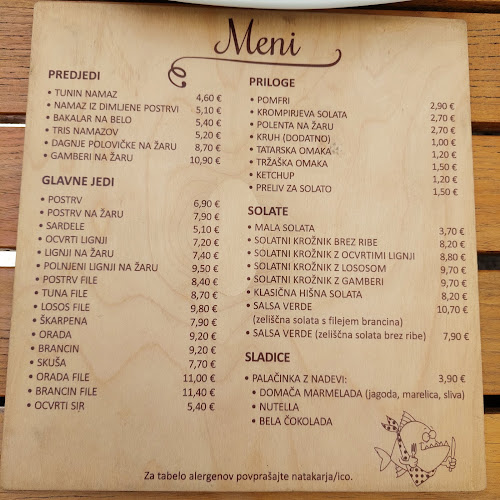 Meni
PREDJEDI
• TUNIN NAMAZ 4,60 €
• NAMAZ IZ DIMLJENE POSTRVI 5,10 €
• BAKALAR NA BELO 5,40 €
• TRIS NAMAZOV 5,20 €
• DAGNJE POLOVIČKE NA ŽARU 8,70 €
• GAMBERI NA ŽARU 10,90 €
GLAVNE JEDI
• POSTRV 6,90 €
• POSTRV NA ŽARU 7,90 €
• SARDELE 5,10 €
• OCVRTI LIGNJI 7,20 €
• LIGNJI NA ŽARU 7,40 €
• POLNJENI LIGNJI NA ŽARU 9,50 €
• POSTRV FILE 8,40 €
• TUNA FILE 8,70 €
• LOSOS FILE 9,80 €
• ŠKARPENA 7,90 €
• ORADA 9,20 €
• BRANCIN 9,20 €
• SKUŠA 7,70 €
• ORADA FILE 11,00 €
• BRANCIN FILE 11,40 €
• OCVRTI SIR 5,40 €
PRILOGE
• POMFRI 2,90 €
• KROMPIRJEVA SOLATA 2,70 €
• POLENTA NA ŽARU 2,70 €
• KRUH (DODATNO) 1,00 €
• TATARSKA OMAKA 1,20 €
• TRŽAŠKA OMAKA 1,50 €
• KETCHUP 1,20 €
• PRELIV ZA SOLATO 1,50 €
SOLATE
• MALA SOLATA 3,70 €
• SOLATNI KROŽNIK BREZ RIBE 8,20 €
• SOLATNI KROŽNIK Z OCVRTIMI LIGNJI 8,80 €
• SOLATNI KROŽNIK Z LOSOSOM 9,70 €
• SOLATNI KROŽNIK Z GAMBERI 9,70 €
• KLASIČNA HIŠNA SOLATA 8,20 €
• SALSA VERDE 10,70 €
(zeliščna solata s filejem brancina)
• SALSA VERDE (zeliščna solata brez ribe) 7,90 €
SLADICE
• PALAČINKA Z NADEVI: 3,90 €
• DOMAČA MARMELADA (jagoda, marelica, sliva)
• NUTELLA
• BELA ČOKOLADA
Za tabelo alergenov povprašajte natakarja/ico.